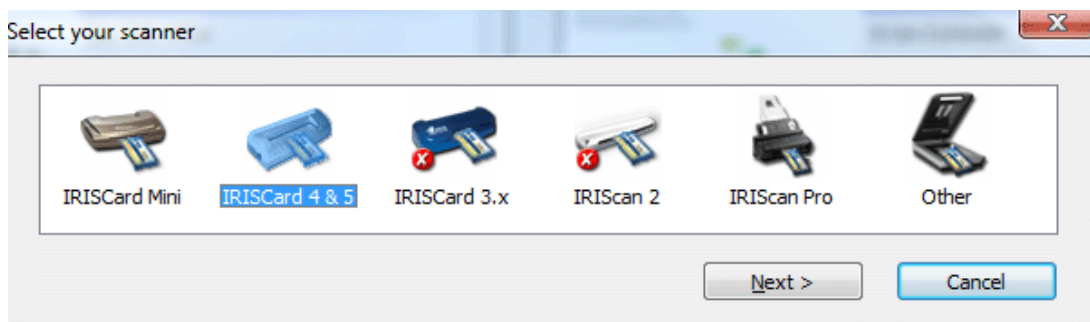 Select your scanner
IRISCard Mini
IRISCard 4 & 5
IRISCard 3.x
IRIScan 2
IRIScan Pro
Other
Next >
Cancel